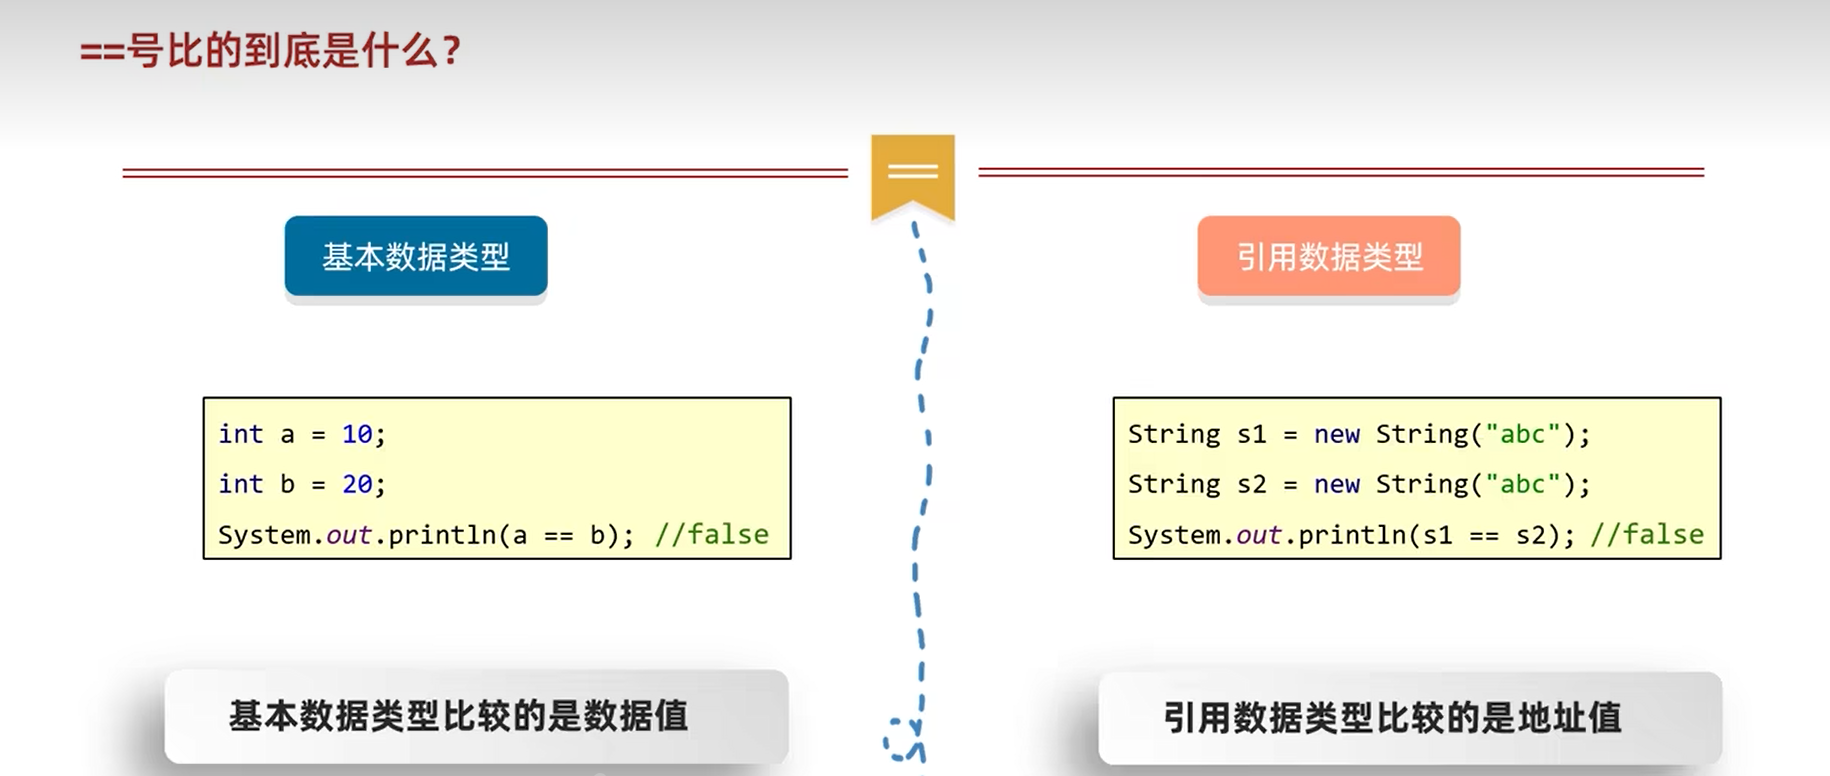 ==号比的到底是什么?
基本数据类型
int a = 10;
int b = 20;
System.out.println(a == b); //false
基本数据类型比较的是数据值
引用数据类型
String s1 = new String("abc");
String s2 = new String("abc");
System.out.println(s1 == s2); //false
引用数据类型比较的是地址值